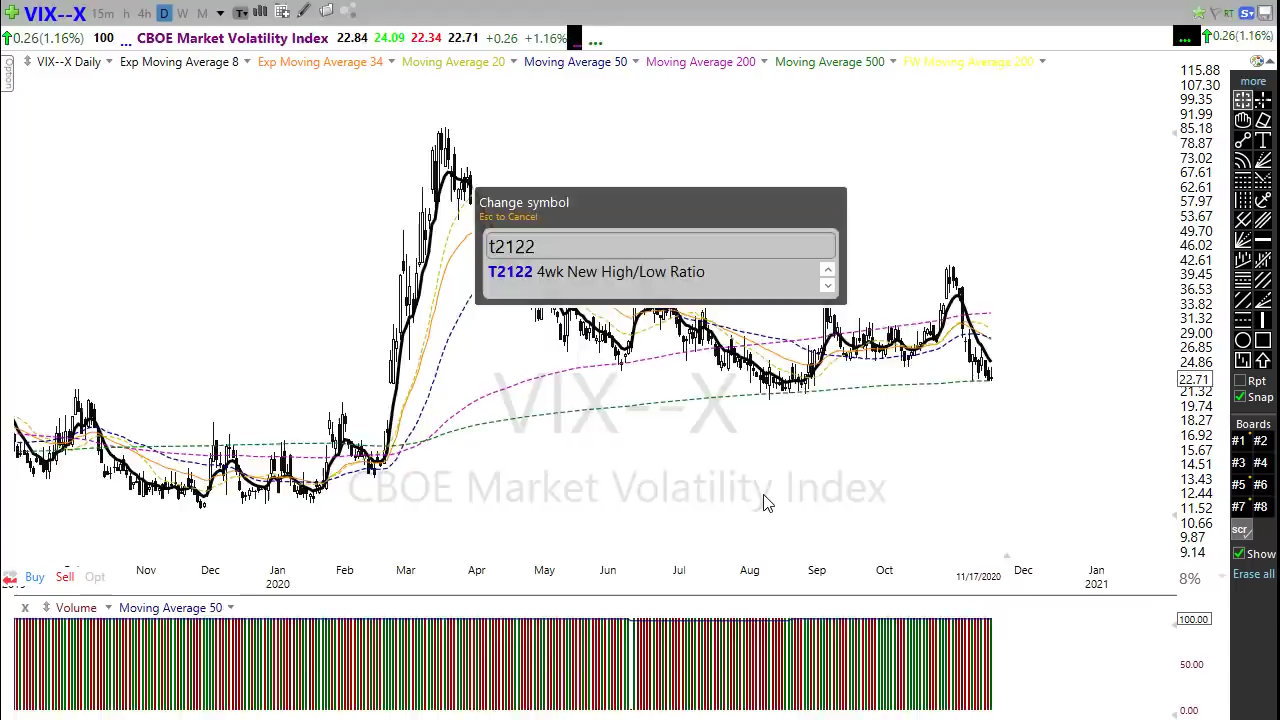 VIX--X 15m h 4h D W M
RT
0.26(1.16%) 100 ... CBOE Market Volatility Index 22.84 24.09 22.34 22.71 +0.26 +1.16% ... ... 0.26(1.16%)
Option
VIX--X Daily Exp Moving Average 8 Exp Moving Average 34 Moving Average 20 Moving Average 50 Moving Average 200 Moving Average 500 FW Moving Average 200
115.88
107.30
99.35
91.99
85.18
78.87
73.02
67.61
62.61
57.97
53.67
49.70
46.02
42.61
39.45
36.53
33.82
31.32
29.00
26.85
24.86
22.71
21.32
19.74
18.27
16.92
15.67
14.51
13.43
12.44
11.52
10.66
9.87
9.14
more
Rpt
Snap
Boards
#1 #2
#3 #4
#5 #6
#7 #8
scr
Show
Erase all
Change symbol
Esc to Cancel
t2122
T2122 4wk New High/Low Ratio
VIX--X
CBOE Market Volatility Index
Nov Dec Jan Feb Mar Apr May Jun Jul Aug Sep Oct 11/17/2020 Dec Jan
2020 2021
Buy Sell Opt 8%
X Volume Moving Average 50
100.00
50.00
0.00